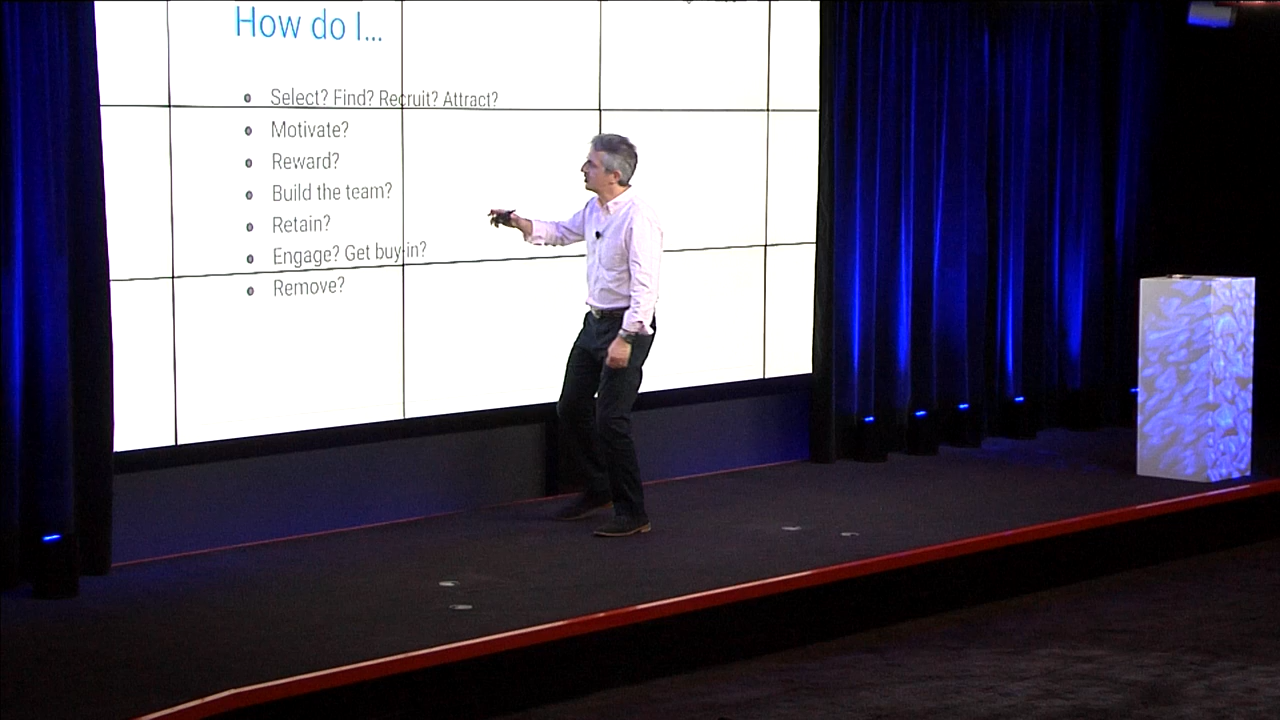 How do I...
Select? Find? Recruit? Attract?
Motivate?
Reward?
Build the team?
Retain?
Engage? Get buy-in?
Remove?